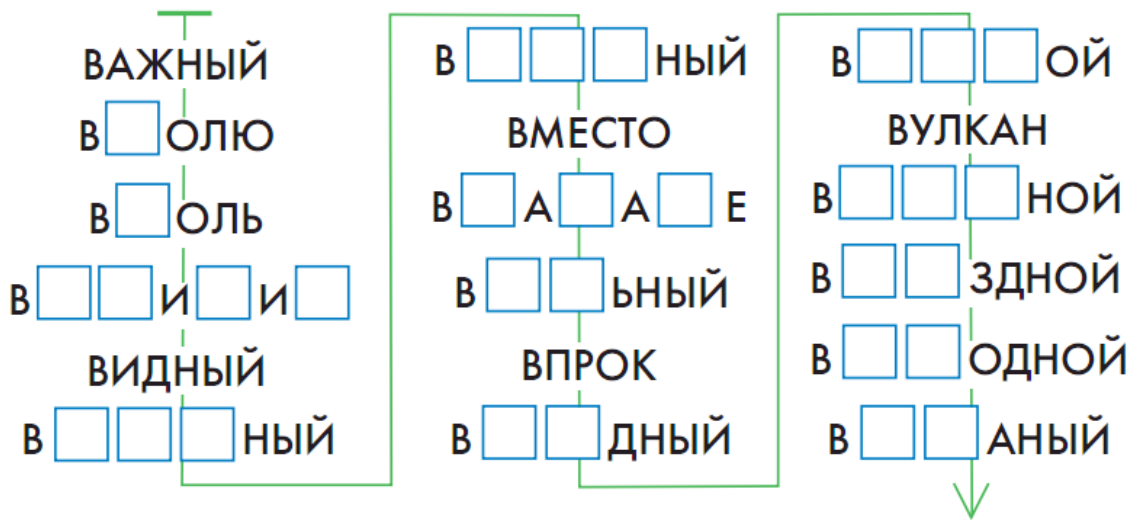 ВАЖНЫЙ
В□ОЛЮ
В□ОЛЬ
В□□И□И□
ВИДНЫЙ
В□□□НЫЙ
В□□□НЫЙ
ВМЕСТО
В□А□А□Е
В□□ЬНЫЙ
ВПРОК
В□□ДНЫЙ
В□□□ОЙ
ВУЛКАН
В□□□НОЙ
В□□ЗДНОЙ
В□□ОДНОЙ
В□□АНЫЙ